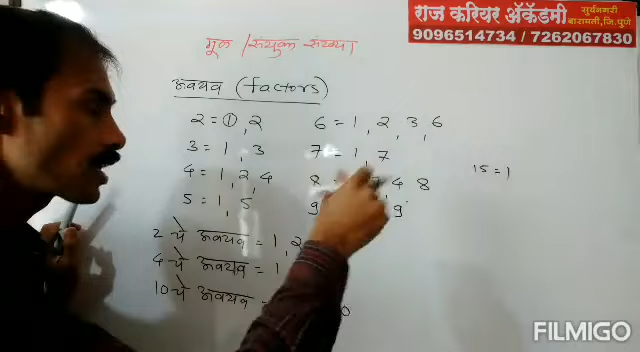 राज करियर ॲकॅडमी सूर्यनगरी
बारामती,जि.पुणे
9096514734 / 7262067830
मूळ / संयुक्त संख्या
अवयव (factors)
2 = 1, 2
3 = 1, 3
4 = 1, 2, 4
5 = 1, 5
6 = 1, 2, 3, 6
7 = 1, 7
8 4 8
9 9
15 = 1
2 चे अवयव = 1, 2
4 चे अवयव = 1
10 चे अवयव =
FILMIGO